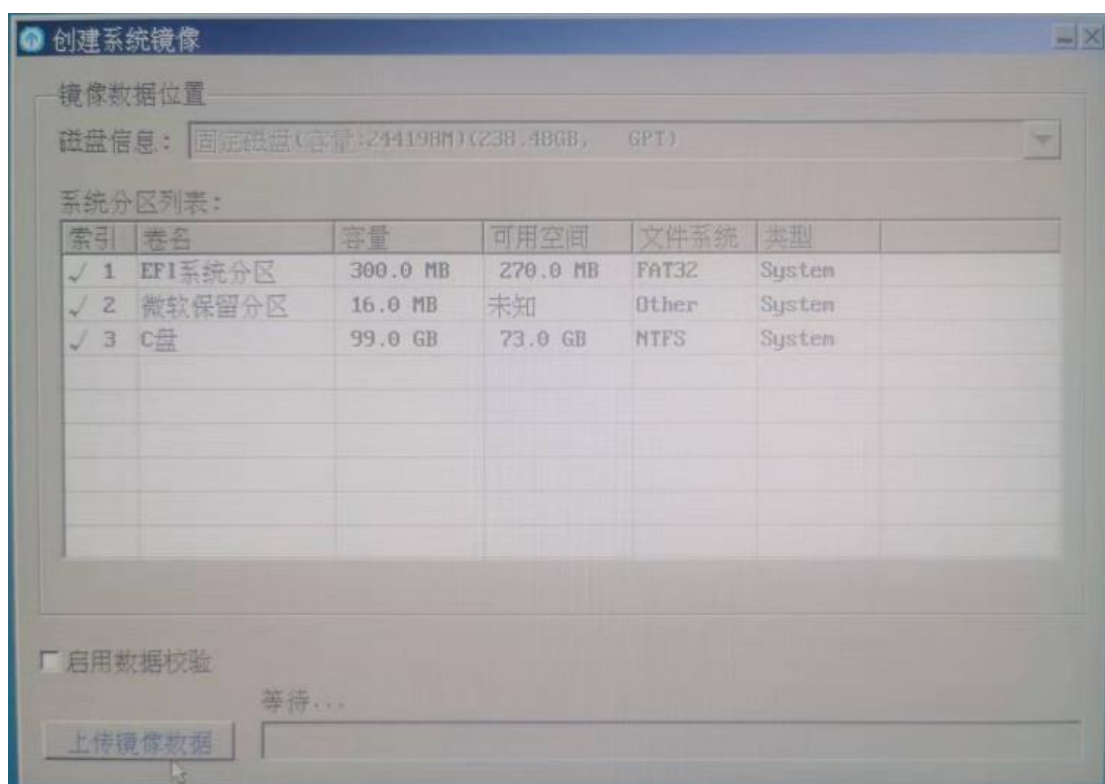 创建系统镜像
镜像数据位置
磁盘信息： 固定磁盘(容量:244198M)(238.48GB,   GPT)
系统分区列表：
索引 卷名 容量 可用空间 文件系统 类型
✓ 1 EFI系统分区 300.0 MB 270.0 MB FAT32 System
✓ 2 微软保留分区 16.0 MB 未知 Other System
✓ 3 C盘 99.0 GB 73.0 GB NTFS System
启用数据校验
等待...
上传镜像数据